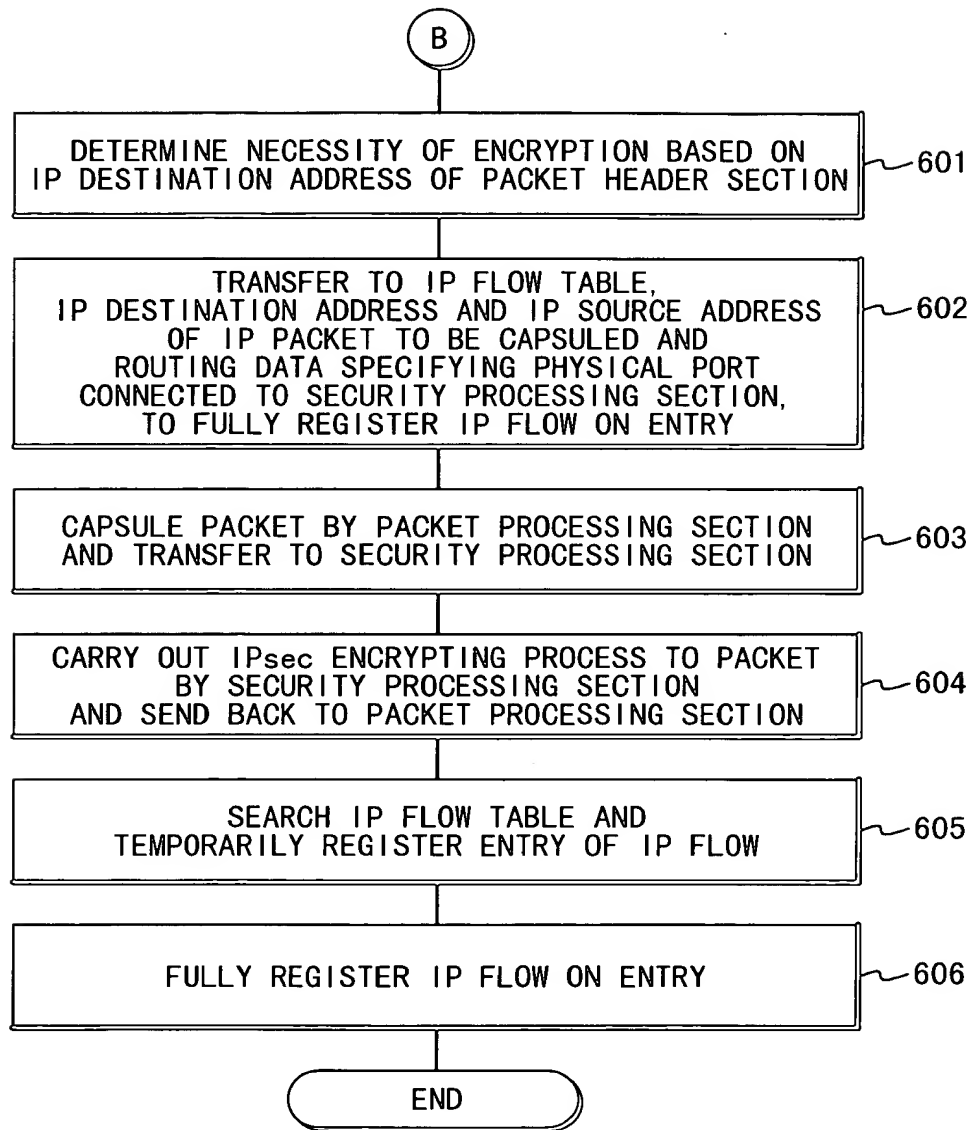 B
DETERMINE NECESSITY OF ENCRYPTION BASED ON
IP DESTINATION ADDRESS OF PACKET HEADER SECTION
601
TRANSFER TO IP FLOW TABLE,
IP DESTINATION ADDRESS AND IP SOURCE ADDRESS
OF IP PACKET TO BE CAPSULED AND
ROUTING DATA SPECIFYING PHYSICAL PORT
CONNECTED TO SECURITY PROCESSING SECTION,
TO FULLY REGISTER IP FLOW ON ENTRY
602
CAPSULE PACKET BY PACKET PROCESSING SECTION
AND TRANSFER TO SECURITY PROCESSING SECTION
603
CARRY OUT IPsec ENCRYPTING PROCESS TO PACKET
BY SECURITY PROCESSING SECTION
AND SEND BACK TO PACKET PROCESSING SECTION
604
SEARCH IP FLOW TABLE AND
TEMPORARILY REGISTER ENTRY OF IP FLOW
605
FULLY REGISTER IP FLOW ON ENTRY
606
END